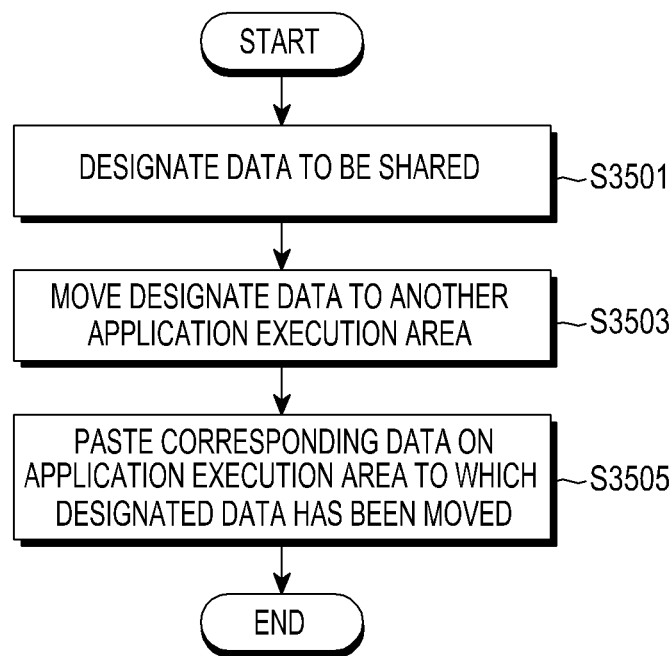 START
DESIGNATE DATA TO BE SHARED
S3501
MOVE DESIGNATE DATA TO ANOTHER
APPLICATION EXECUTION AREA
S3503
PASTE CORRESPONDING DATA ON
APPLICATION EXECUTION AREA TO WHICH
DESIGNATED DATA HAS BEEN MOVED
S3505
END